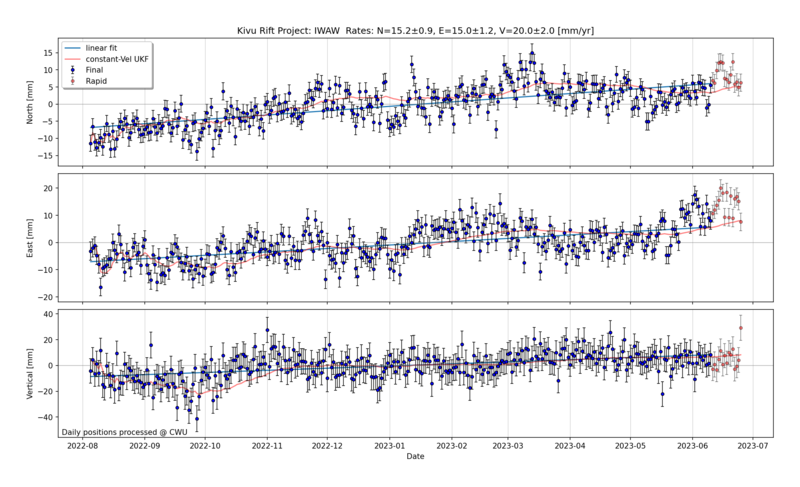 Kivu Rift Project: IWAW Rates: N=15.2±0.9, E=15.0±1.2, V=20.0±2.0 [mm/yr]
linear fit
constant-Vel UKF
Final
Rapid
North [mm]
15
10
5
0
−5
−10
−15
East [mm]
20
10
0
−10
−20
Vertical [mm]
40
20
0
−20
−40
Daily positions processed @ CWU
2022-08 2022-09 2022-10 2022-11 2022-12 2023-01 2023-02 2023-03 2023-04 2023-05 2023-06 2023-07
Date